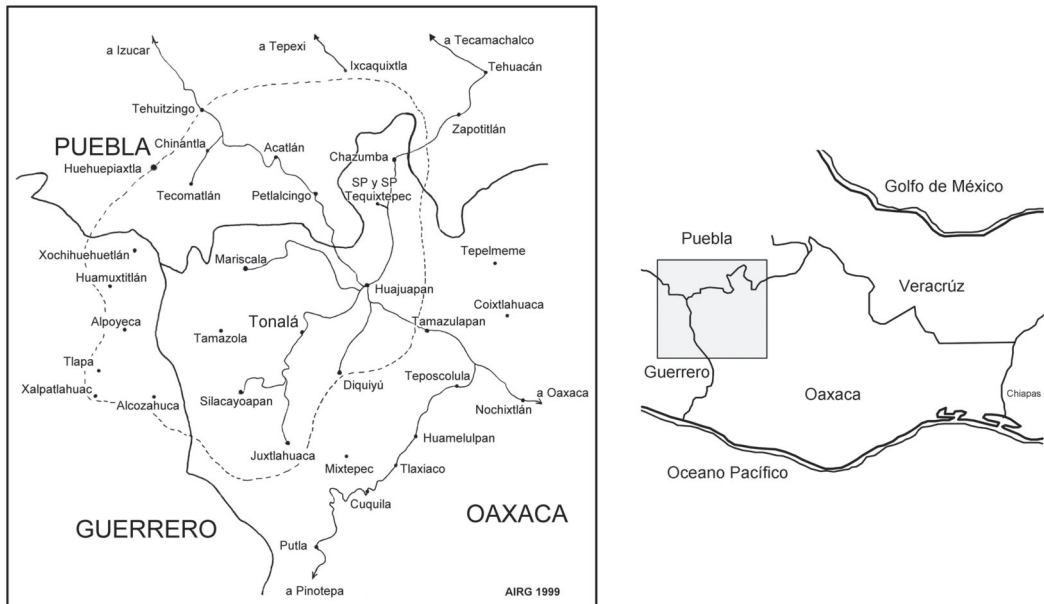 a Izucar
a Tepexi
a Tecamachalco
Ixcaquixtla
Tehuacán
Tehuitzingo
Zapotitlán
PUEBLA
Chinantla
Acatlán
Chazumba
Huehuepiaxtla
SP y SP
Tequixtepec
Tecomatlán
Petlalcingo
Xochihuehuetlán
Mariscala
Tepelmeme
Huamuxtitlán
Huajuapan
Coixtlahuaca
Alpoyeca
Tamazola
Tonalá
Tamazulapan
Tlapa
Teposcolula
Xalpatlahuac
Alcozahuca
Silacayoapan
Diquiyú
a Oaxaca
Nochixtlán
Huamelulpan
Juxtlahuaca
Mixtepec
Tlaxiaco
Cuquila
GUERRERO
OAXACA
Putla
a Pinotepa
AIRG 1999
Golfo de México
Puebla
Veracrúz
Guerrero
Oaxaca
Chiapas
Oceano Pacífico